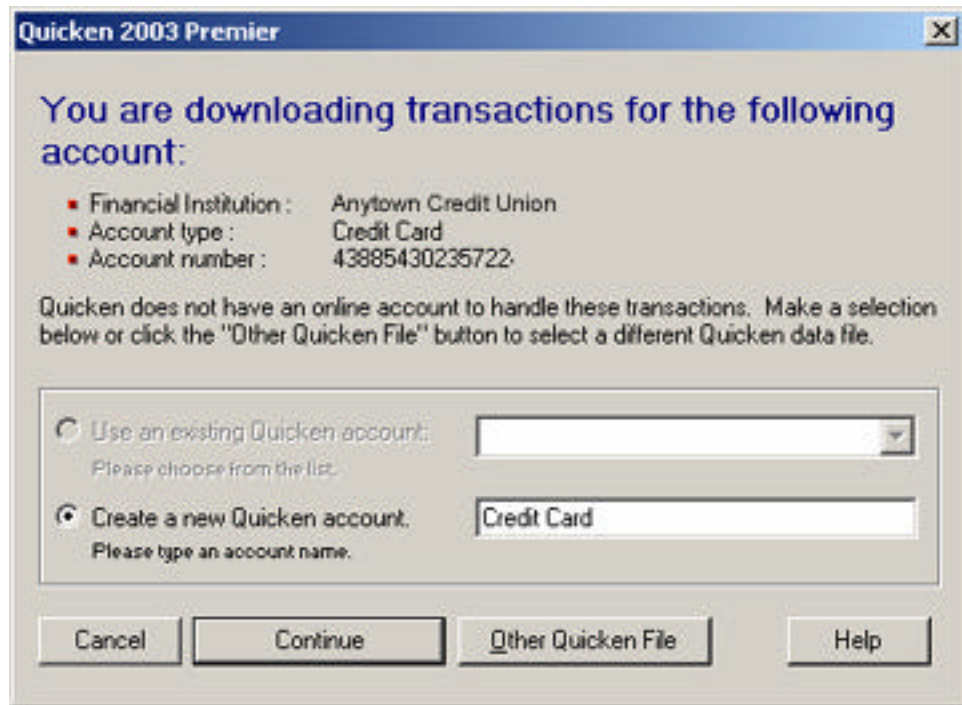 Quicken 2003 Premier
You are downloading transactions for the following
account:
Financial Institution : Anytown Credit Union
Account type : Credit Card
Account number : 43885430235722
Quicken does not have an online account to handle these transactions. Make a selection
below or click the "Other Quicken File" button to select a different Quicken data file.
Use an existing Quicken account:
Please choose from the list.
Create a new Quicken account. Credit Card
Please type an account name.
Cancel Continue Other Quicken File Help